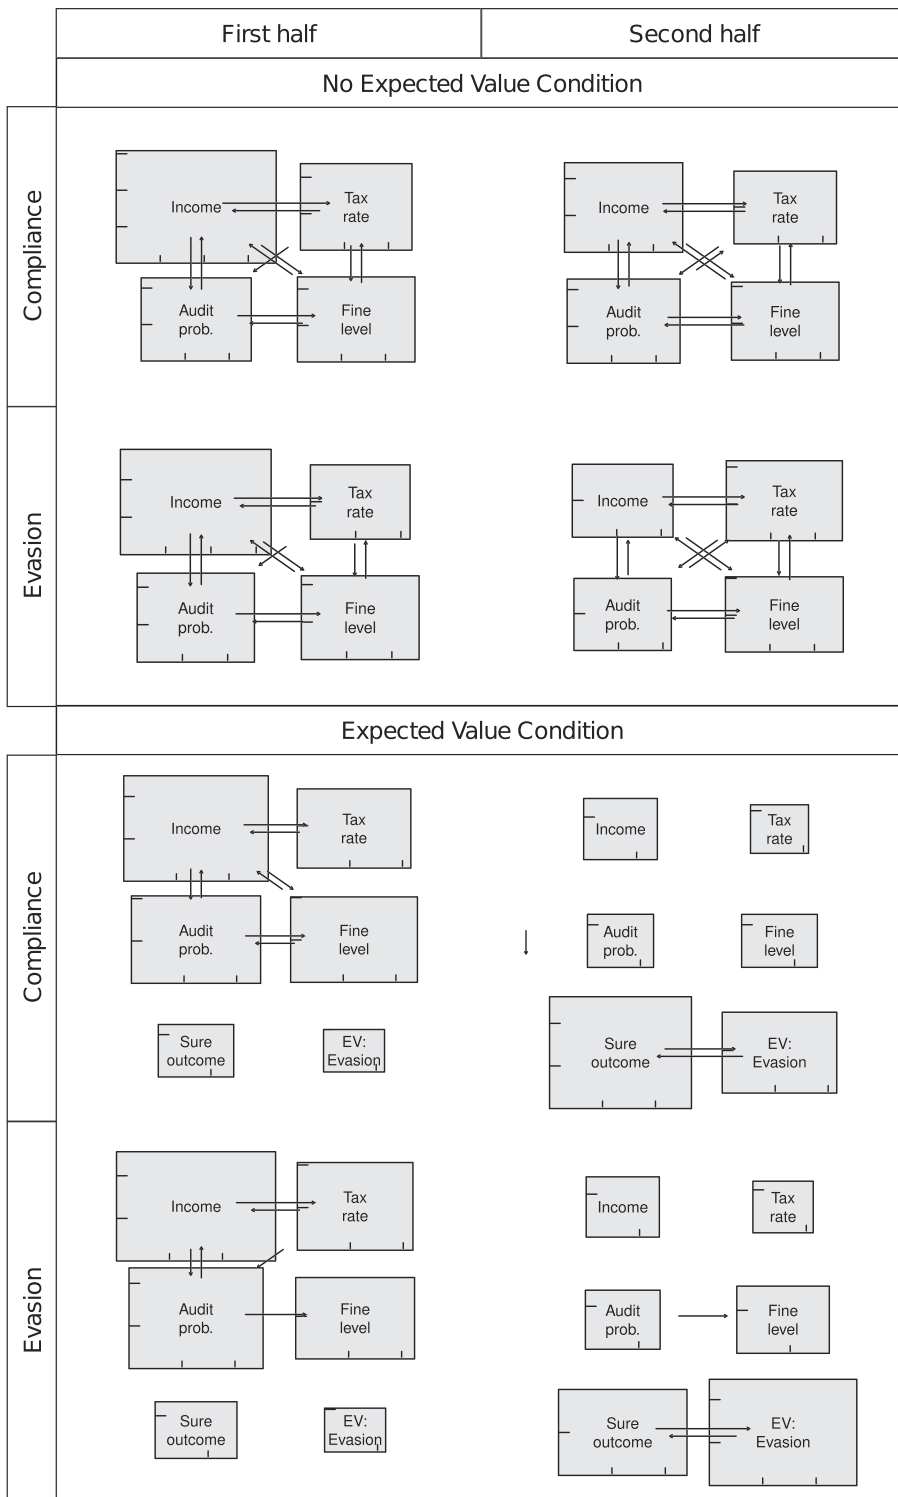 First half
Second half
No Expected Value Condition
Compliance
Income
Tax
rate
Audit
prob.
Fine
level
Income
Tax
rate
Audit
prob.
Fine
level
Evasion
Income
Tax
rate
Audit
prob.
Fine
level
Income
Tax
rate
Audit
prob.
Fine
level
Expected Value Condition
Compliance
Income
Tax
rate
Audit
prob.
Fine
level
Sure
outcome
EV:
Evasion
Income
Tax
rate
Audit
prob.
Fine
level
Sure
outcome
EV:
Evasion
Evasion
Income
Tax
rate
Audit
prob.
Fine
level
Sure
outcome
EV:
Evasion
Income
Tax
rate
Audit
prob.
Fine
level
Sure
outcome
EV:
Evasion